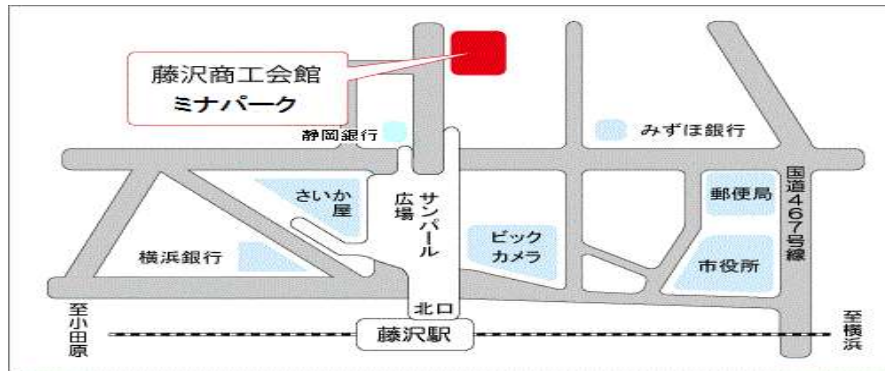 藤沢商工会館
ミナパーク
静岡銀行
みずほ銀行
さいか
屋
サンパール
広場
横浜銀行
ビック
カメラ
郵便局
市役所
国道467号線
北口
藤沢駅
至小田原
至横浜